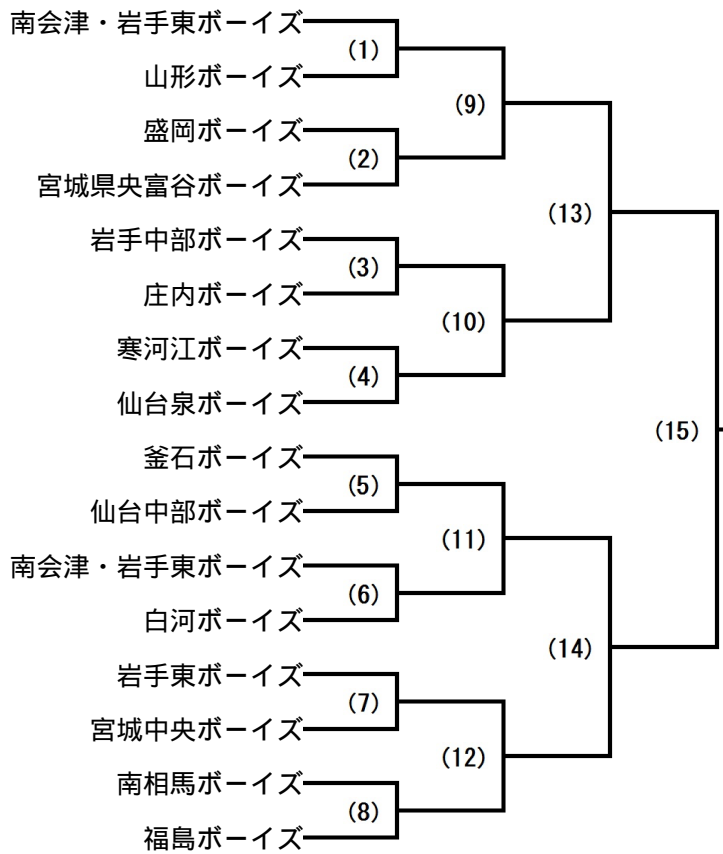 南会津・岩手東ボーイズ
(1)
山形ボーイズ
(9)
盛岡ボーイズ
(2)
宮城県央富谷ボーイズ
(13)
岩手中部ボーイズ
(3)
庄内ボーイズ
(10)
寒河江ボーイズ
(4)
仙台泉ボーイズ
(15)
釜石ボーイズ
(5)
仙台中部ボーイズ
(11)
南会津・岩手東ボーイズ
(6)
白河ボーイズ
(14)
岩手東ボーイズ
(7)
宮城中央ボーイズ
(12)
南相馬ボーイズ
(8)
福島ボーイズ